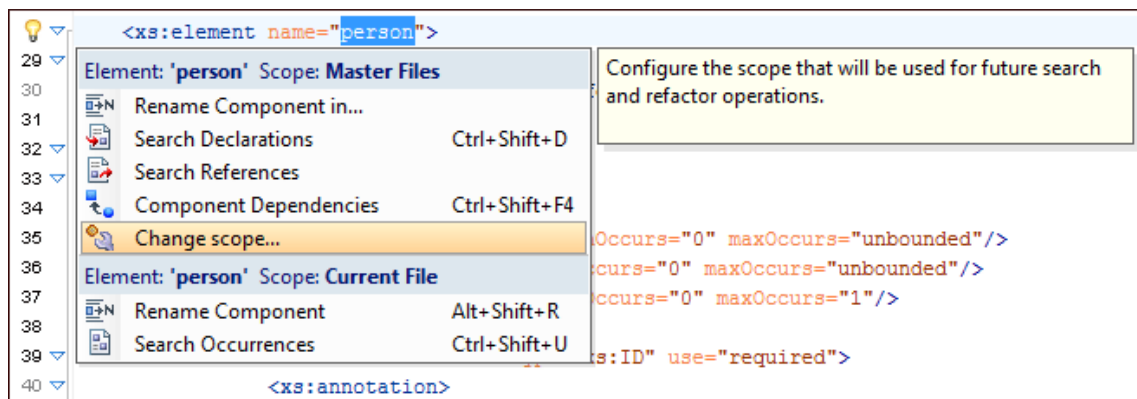 <xs:element name="person">
29
Element: 'person' Scope: Master Files
Configure the scope that will be used for future search
and refactor operations.
30
Rename Component in...
31
32
Search Declarations Ctrl+Shift+D
33
Search References
34
Component Dependencies Ctrl+Shift+F4
35
Change scope...
Occurs="0" maxOccurs="unbounded"/>
36
Element: 'person' Scope: Current File
curs="0" maxOccurs="unbounded"/>
37
Occurs="0" maxOccurs="1"/>
Rename Component Alt+Shift+R
38
Search Occurrences Ctrl+Shift+U
39
s:ID" use="required">
40 <xs:annotation>